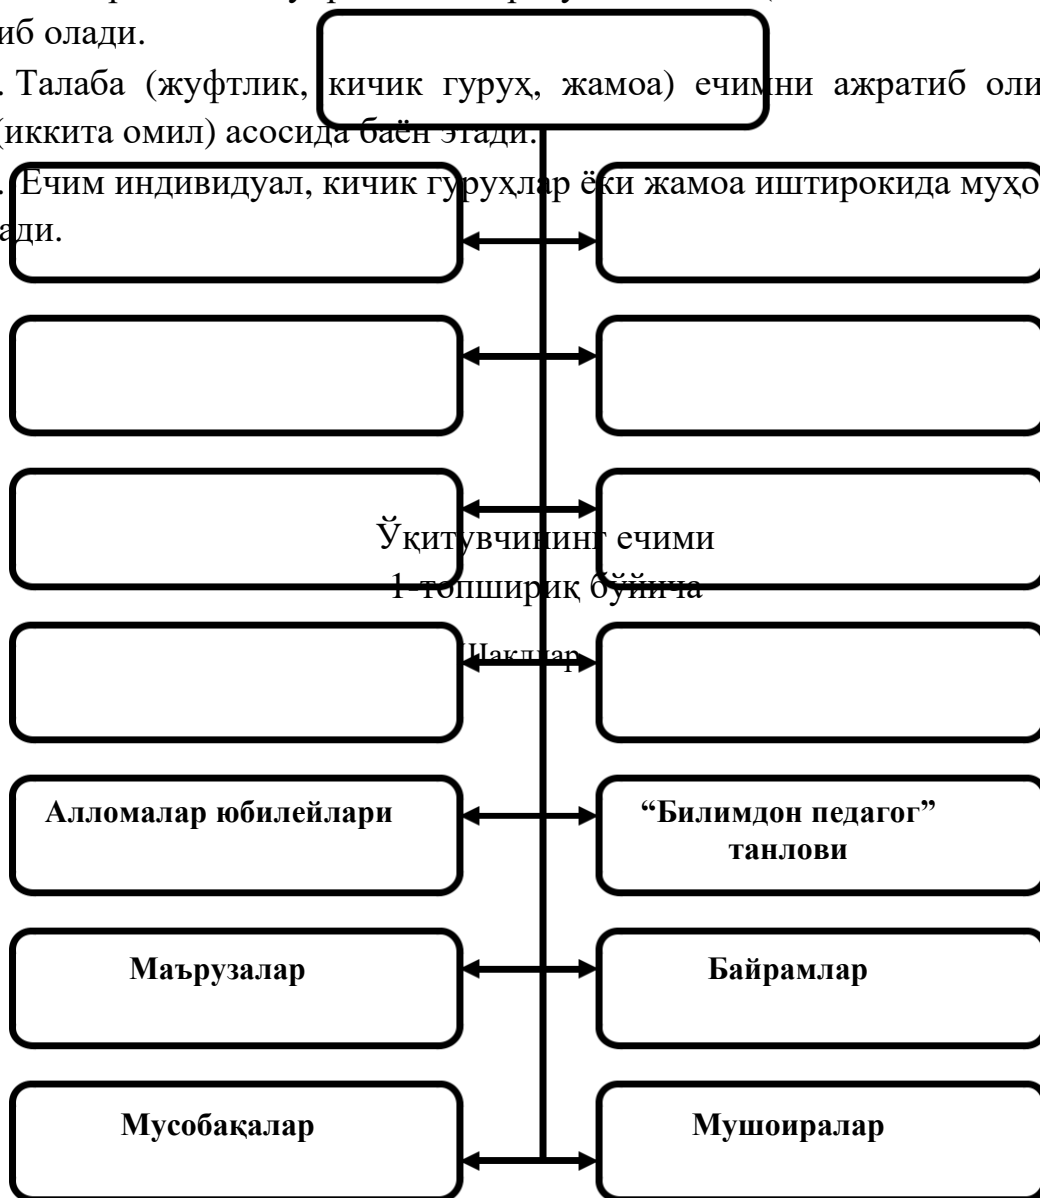 иб олади.
. Талаба (жуфтлик, кичик гуруҳ, жамоа) ечимни ажратиб оли
(иккита омил) асосида баён этади.
. Ечим индивидуал, кичик гуруҳлар ёки жамоа иштирокида муҳо
ади.
Ўқитувчининг ечими
1-топшириқ бўйича
Шакллар
Алломалар юбилейлари
“Билимдон педагог”
танлови
Маърузалар
Байрамлар
Мусобақалар
Мушоиралар